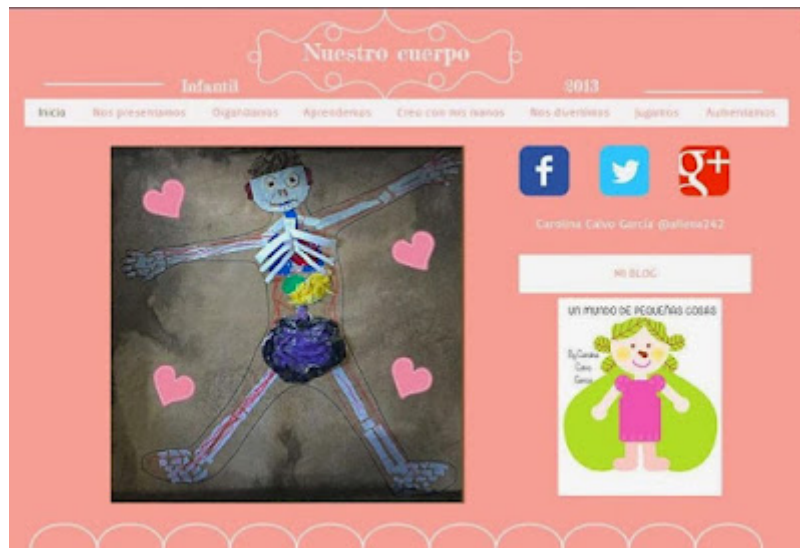 Nuestro cuerpo
Infantil 2013
Inicio Nos presentamos Organizamos Aprendemos Creo con mis manos Nos divertimos Jugamos Aumentamos
f
g+
Carolina Calvo García @aliena242
MI BLOG
UN MUNDO DE PEQUEÑAS COSAS
By Carolina
Calvo
García